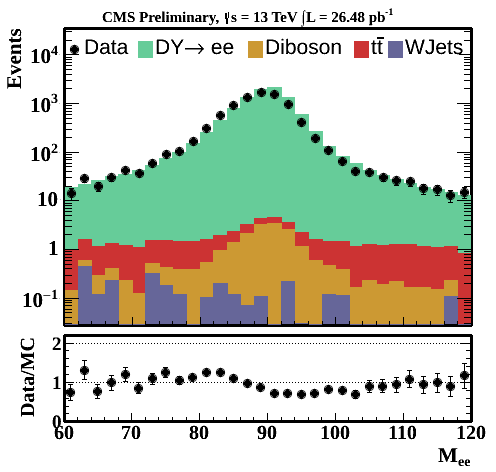 CMS Preliminary, √s = 13 TeV ∫L = 26.48 pb⁻¹
Data DY→ ee Diboson tt̄ WJets
Events
10⁴
10³
10²
10
1
10⁻¹
Data/MC
2
1
0
60 70 80 90 100 110 120
Mₑₑ